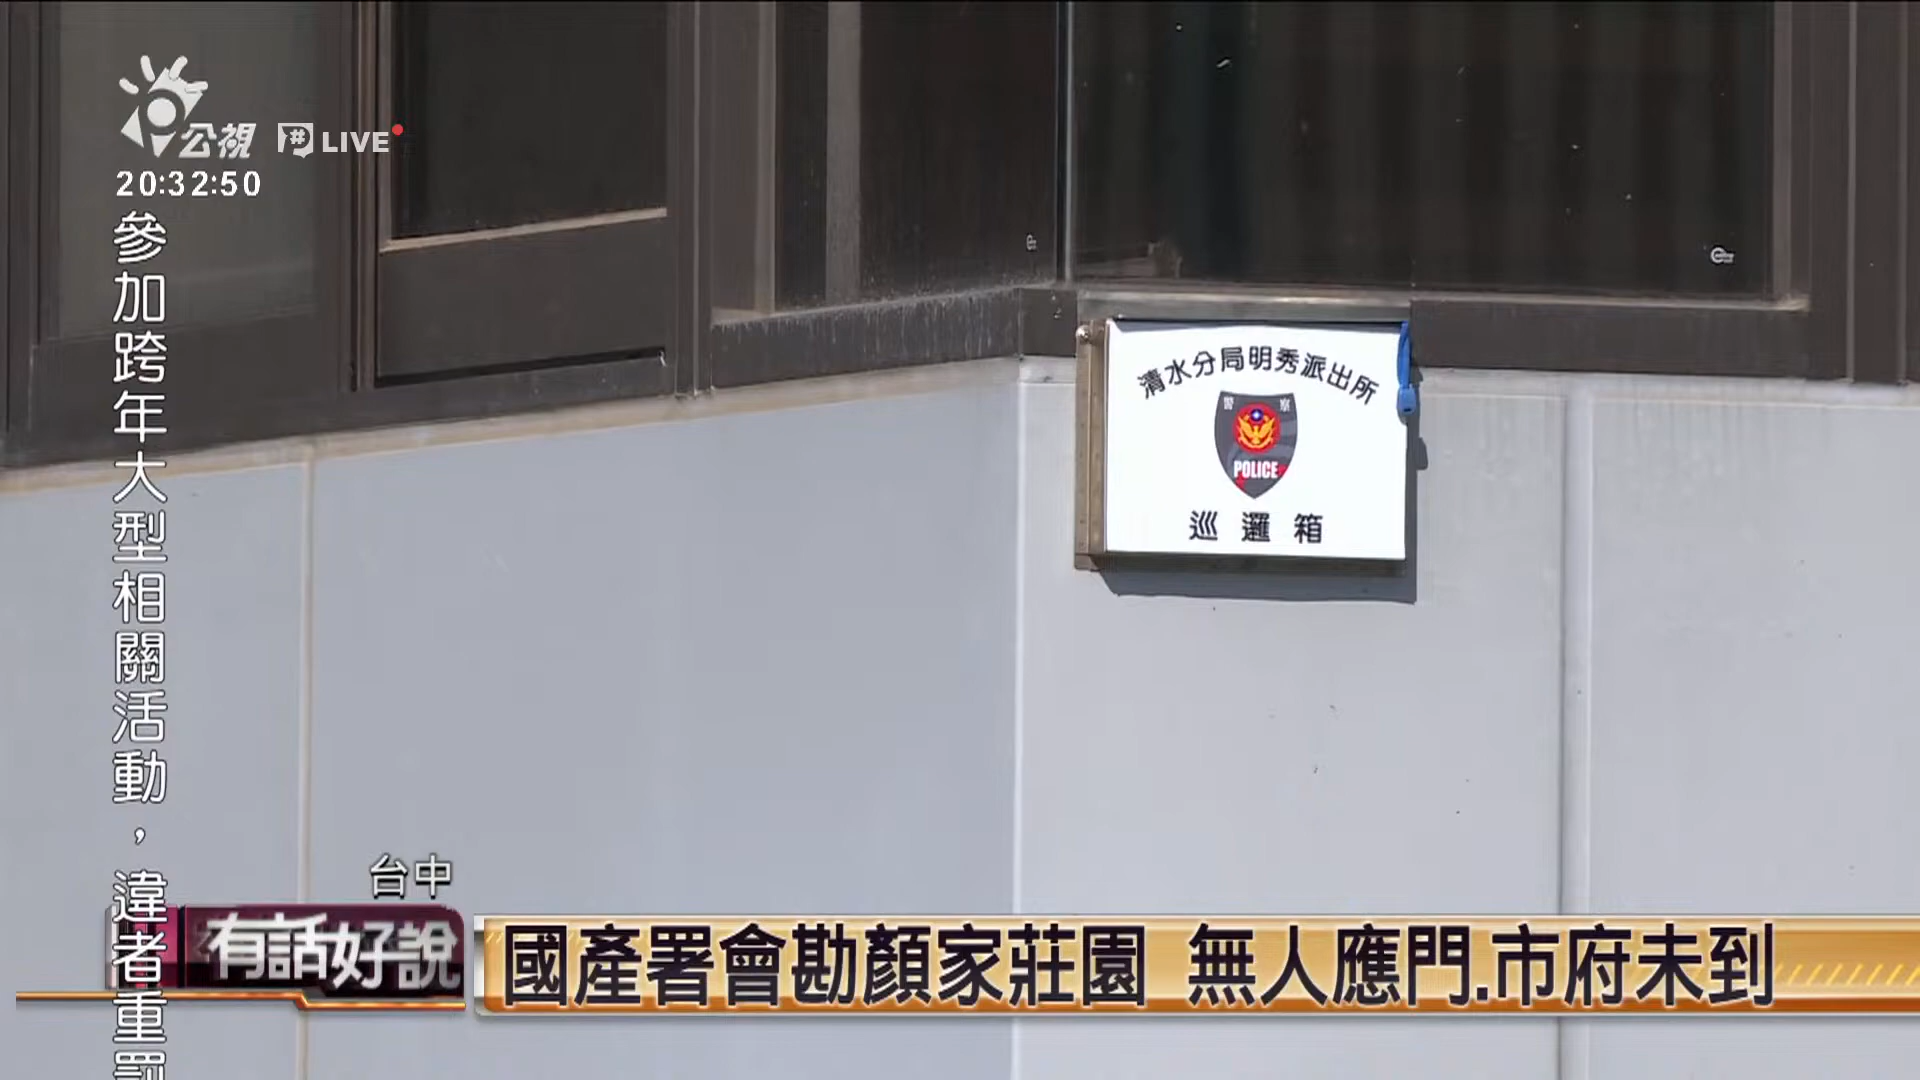 公視
LIVE
20:32:50
參加跨年大型相關活動，違者重罰
清水分局明秀派出所
警察
POLICE
巡邏箱
台中
有話好說
國產署會勘顏家莊園 無人應門.市府未到